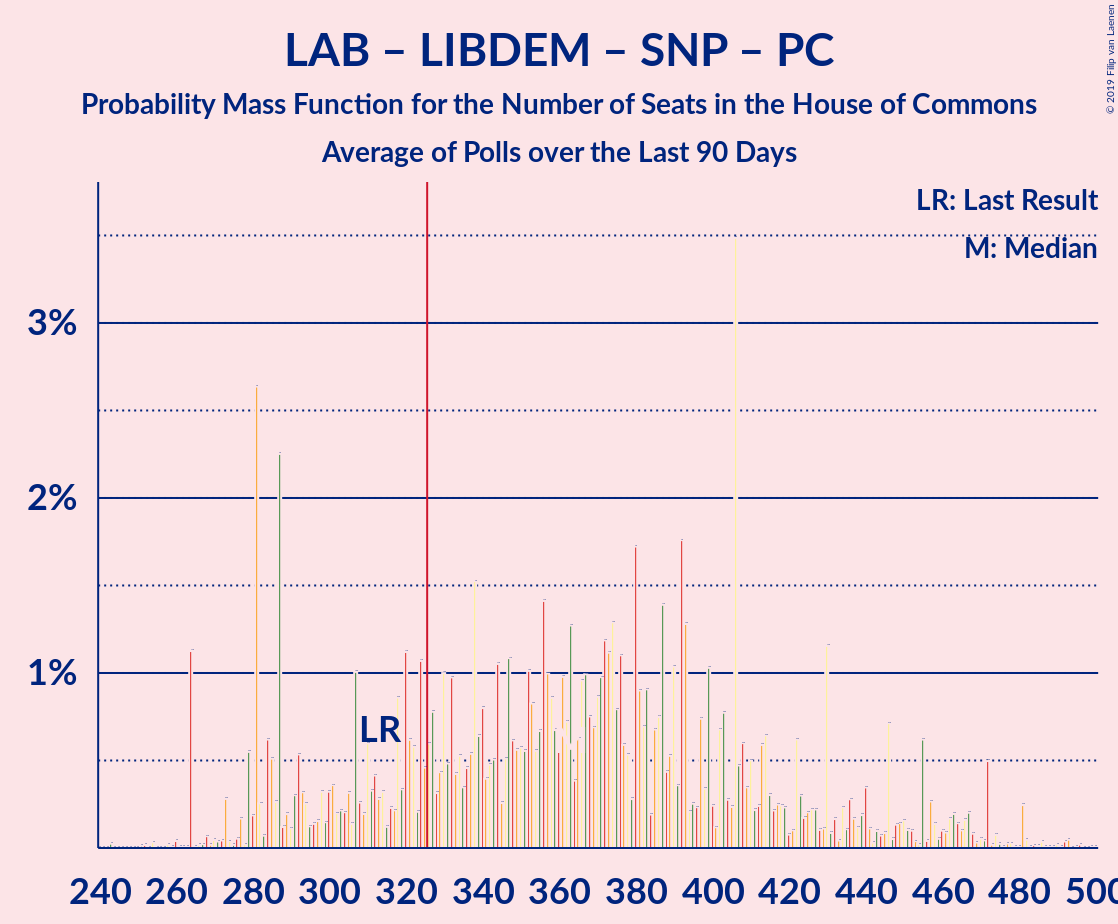 LAB – LIBDEM – SNP – PC
Probability Mass Function for the Number of Seats in the House of Commons
Average of Polls over the Last 90 Days
© 2019 Filip van Laenen
LR: Last Result
M: Median
3%
2%
1%
LR
240 260 280 300 320 340 360 380 400 420 440 460 480 500